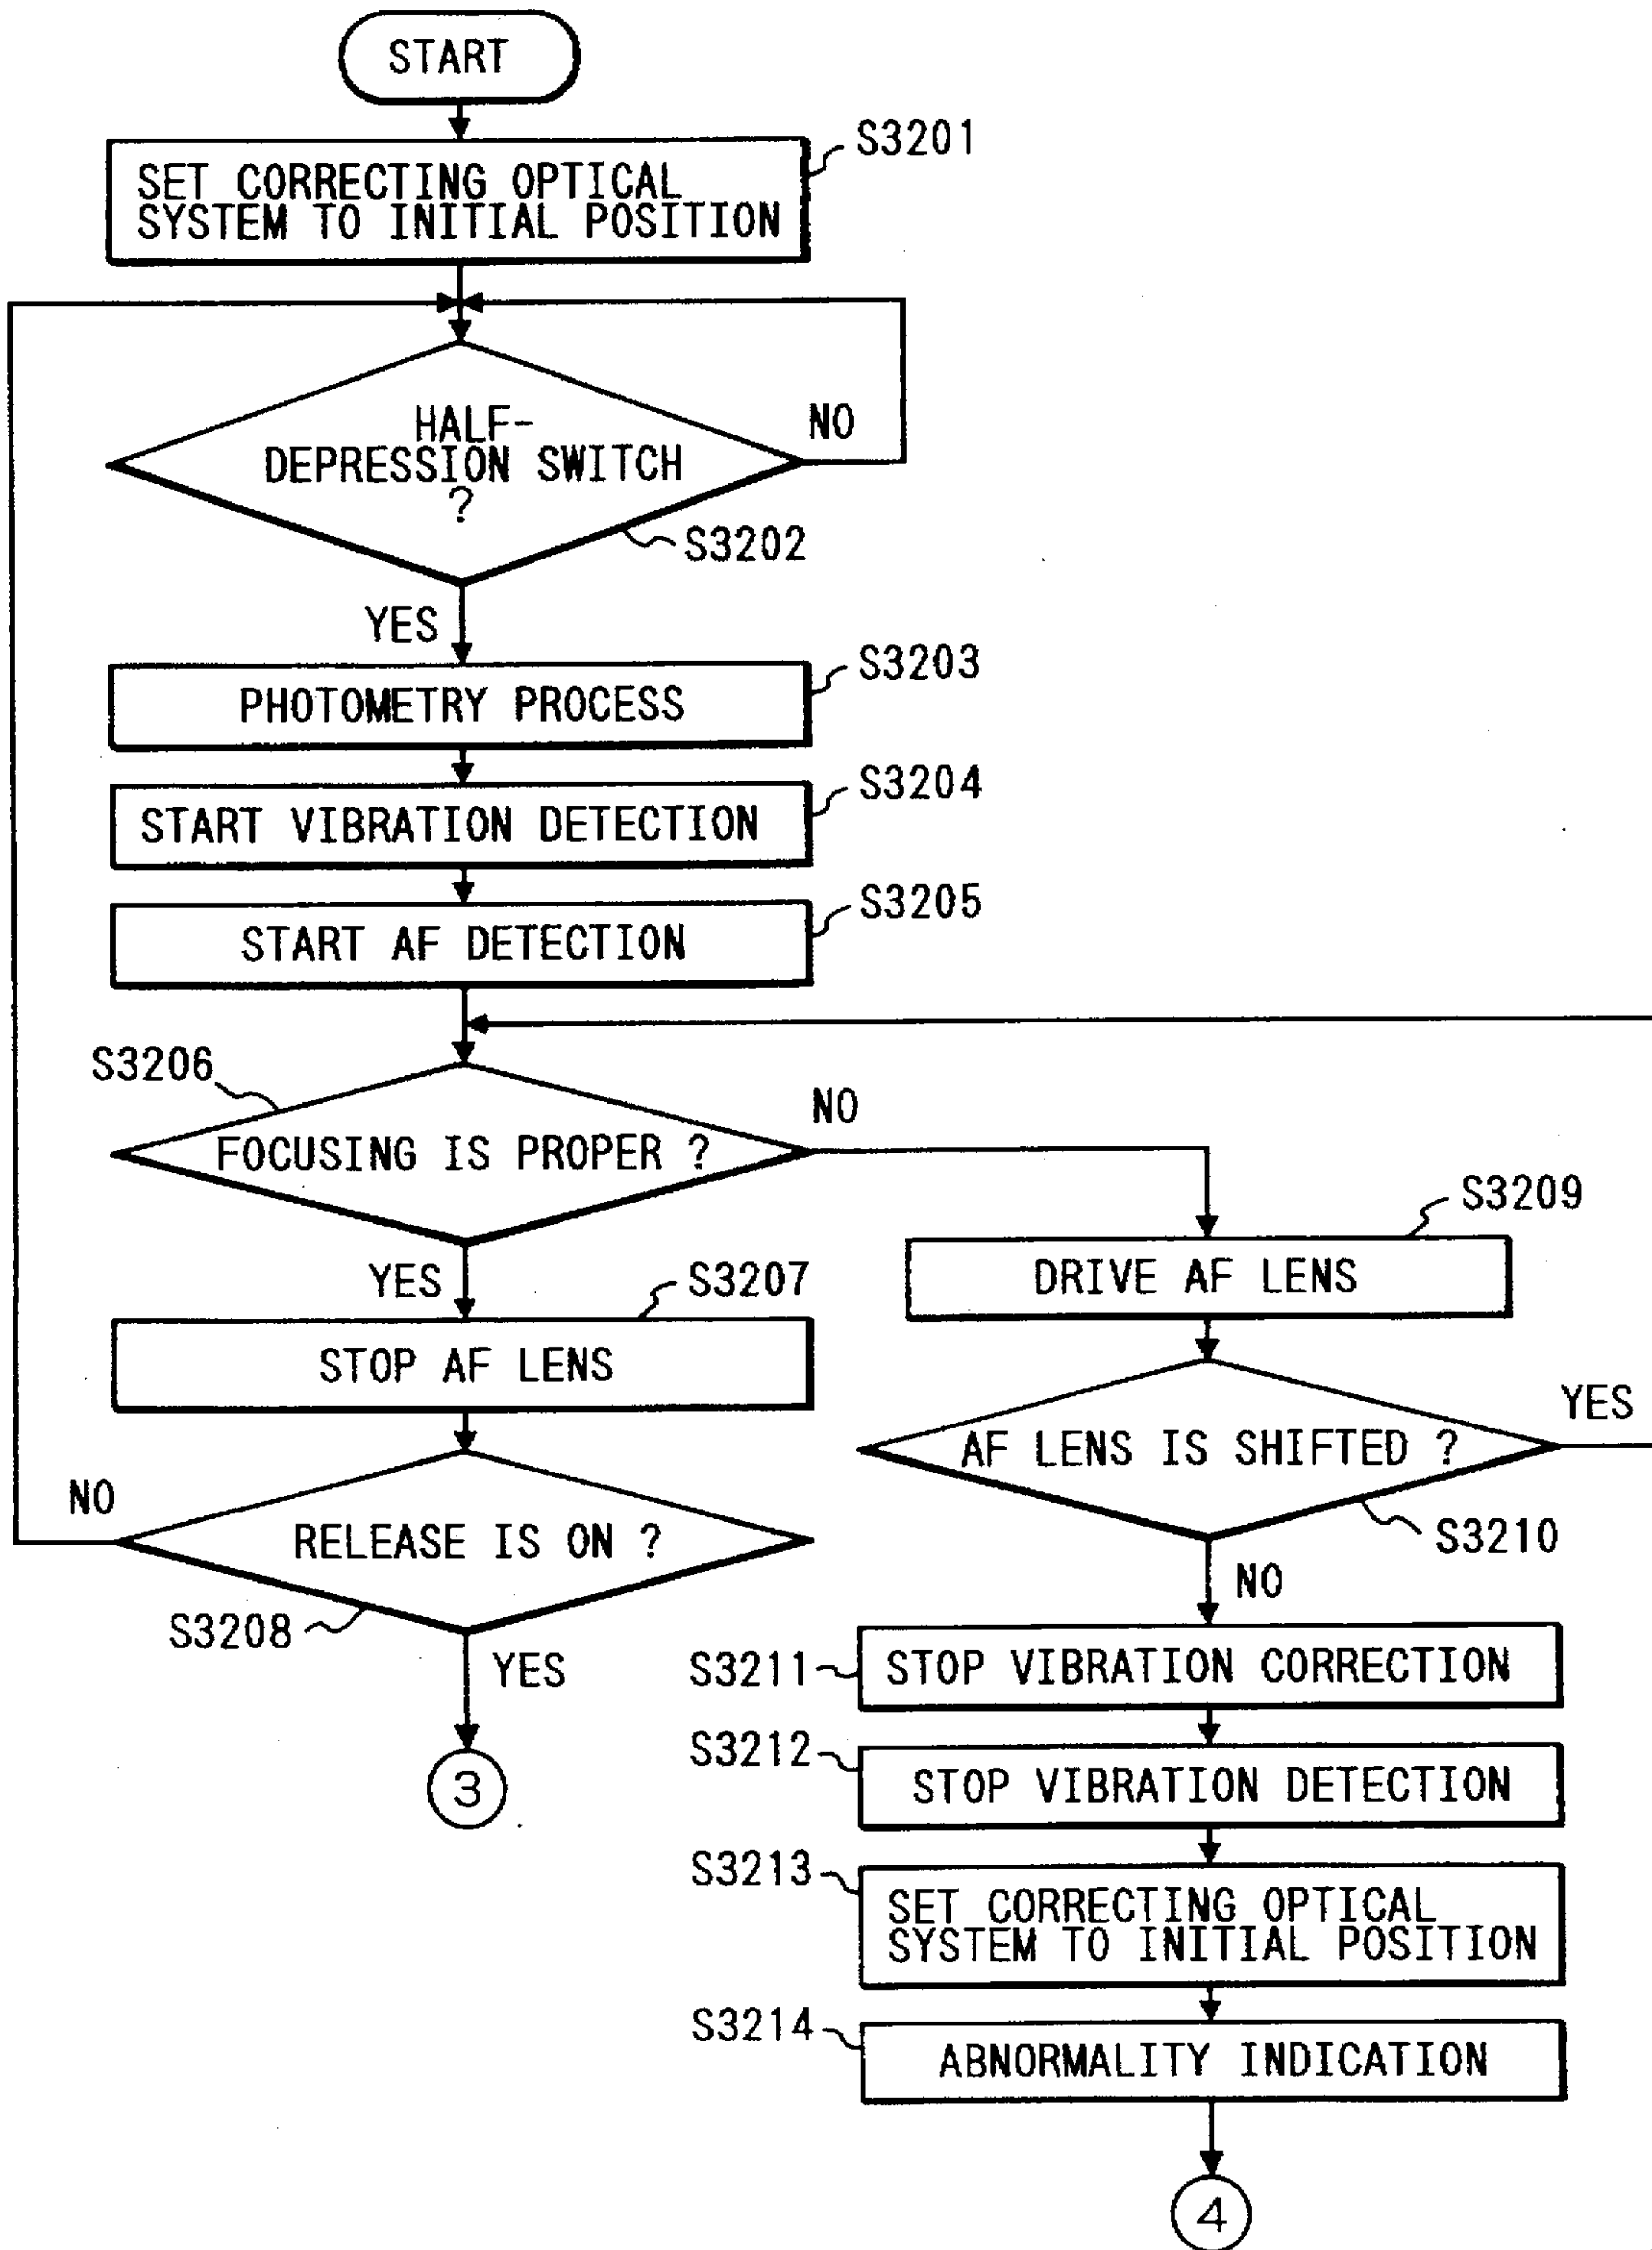 START
S3201
SET CORRECTING OPTICAL
SYSTEM TO INITIAL POSITION
HALF-
DEPRESSION SWITCH
?
NO
S3202
YES
S3203
PHOTOMETRY PROCESS
S3204
START VIBRATION DETECTION
S3205
START AF DETECTION
S3206
FOCUSING IS PROPER ?
NO
YES
S3207
STOP AF LENS
NO
RELEASE IS ON ?
S3208
YES
3
S3209
DRIVE AF LENS
AF LENS IS SHIFTED ?
YES
S3210
NO
S3211
STOP VIBRATION CORRECTION
S3212
STOP VIBRATION DETECTION
S3213
SET CORRECTING OPTICAL
SYSTEM TO INITIAL POSITION
S3214
ABNORMALITY INDICATION
4